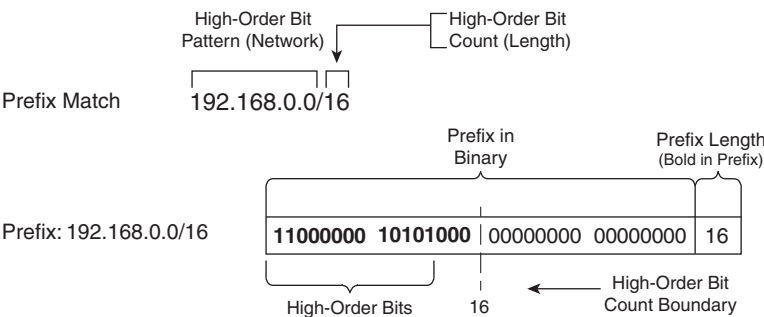 High-Order Bit
Pattern (Network)
High-Order Bit
Count (Length)
Prefix Match
192.168.0.0/16
Prefix in
Binary
Prefix Length
(Bold in Prefix)
Prefix: 192.168.0.0/16
11000000 10101000 00000000 00000000 16
High-Order Bits
16
High-Order Bit
Count Boundary